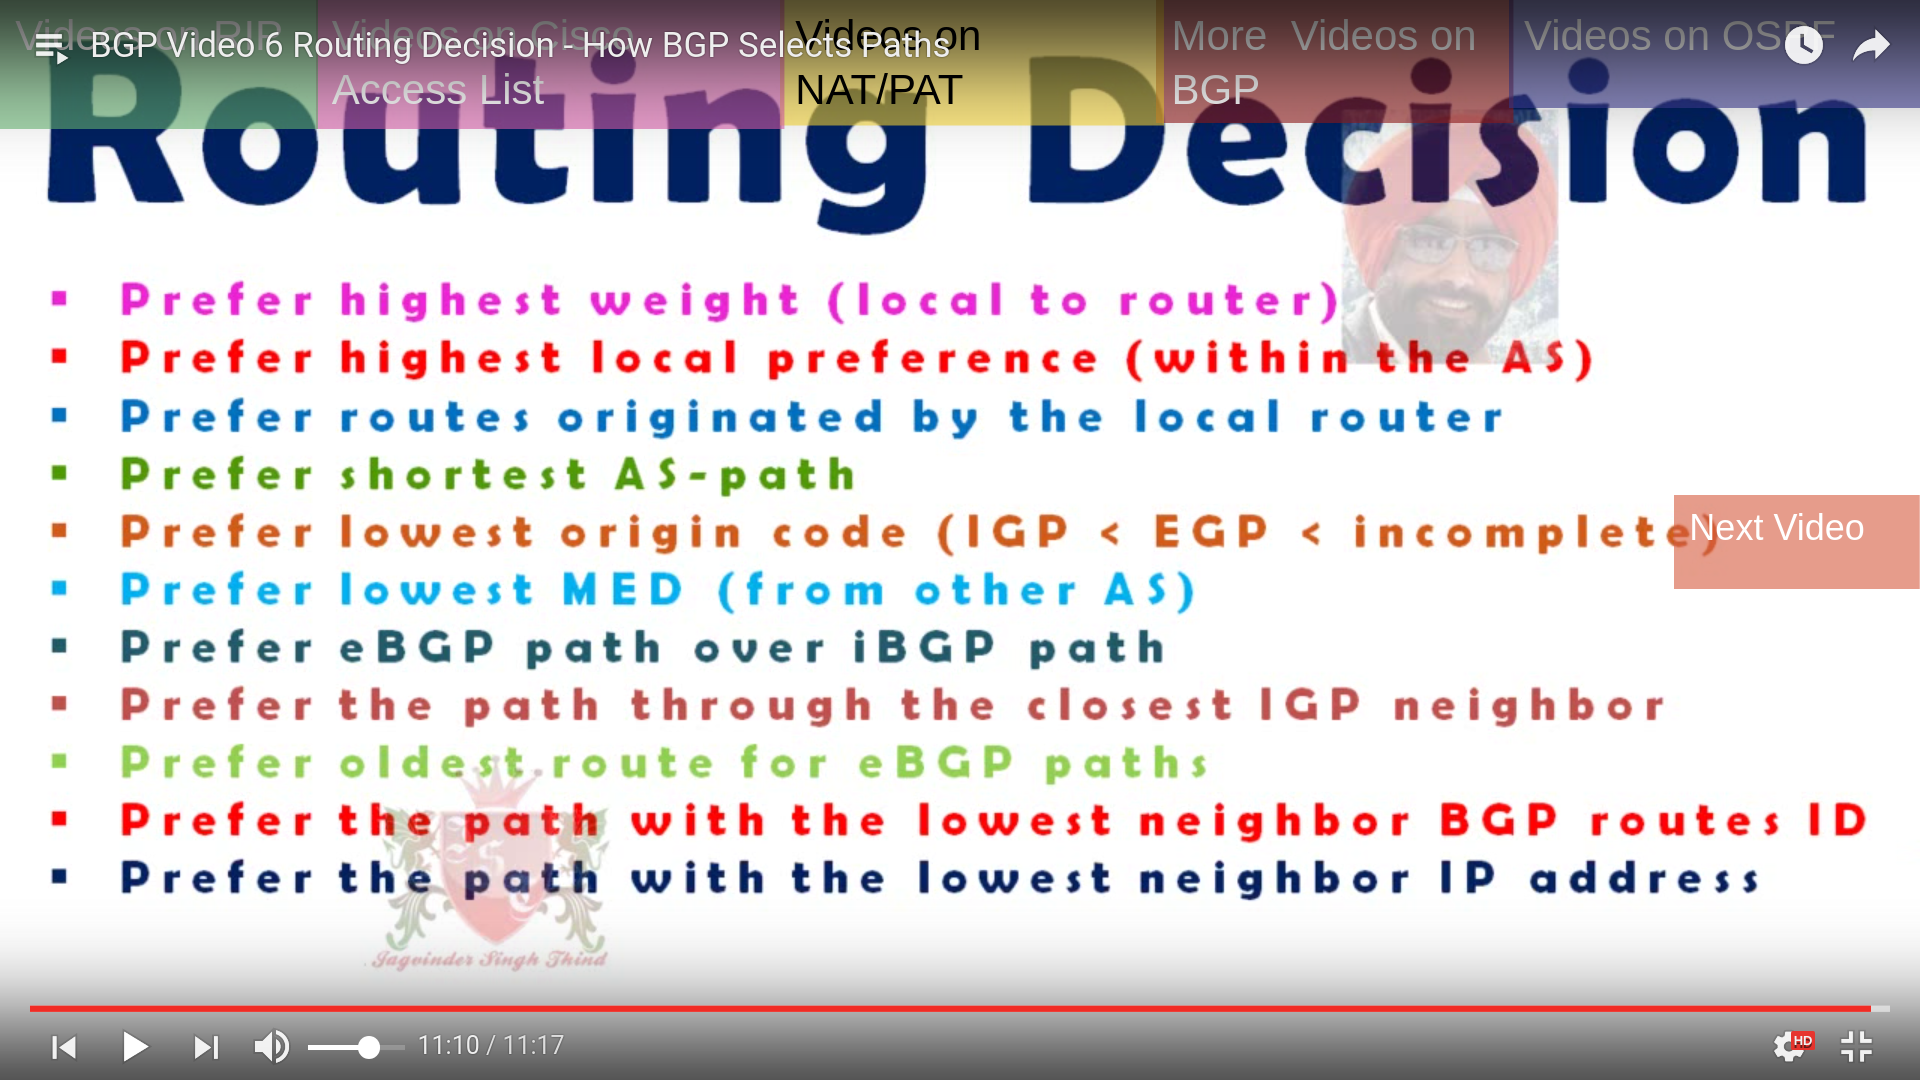 Videos on RIP
Videos on Cisco
Access List
Videos on
NAT/PAT
More Videos on
BGP
Videos on OSPF
BGP Video 6 Routing Decision - How BGP Selects Paths
Routing Decision
▪ Prefer highest weight (local to router)
▪ Prefer highest local preference (within the AS)
▪ Prefer routes originated by the local router
▪ Prefer shortest AS-path
▪ Prefer lowest origin code (IGP < EGP < incomplete)
Next Video
▪ Prefer lowest MED (from other AS)
▪ Prefer eBGP path over iBGP path
▪ Prefer the path through the closest IGP neighbor
▪ Prefer oldest route for eBGP paths
▪ Prefer the path with the lowest neighbor BGP routes ID
▪ Prefer the path with the lowest neighbor IP address
Jagvinder Singh Thind
11:10 / 11:17
HD